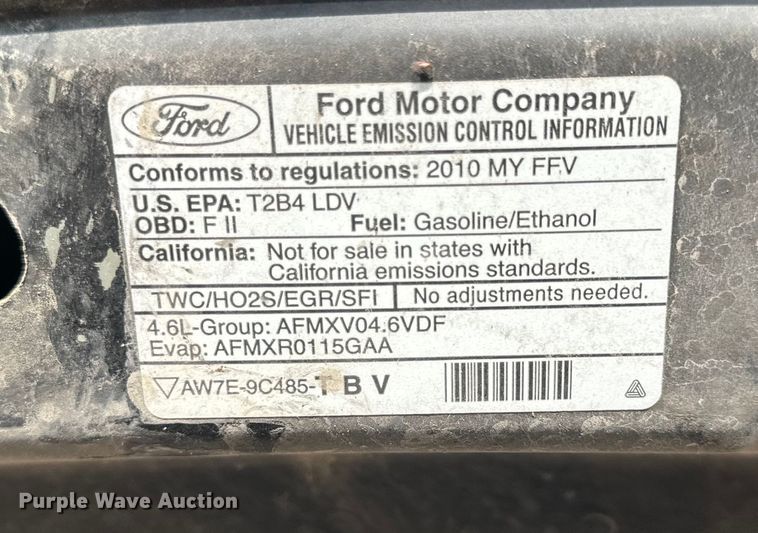 Ford
Ford Motor Company
VEHICLE EMISSION CONTROL INFORMATION
Conforms to regulations: 2010 MY FFV
U.S. EPA: T2B4 LDV
OBD: F II Fuel: Gasoline/Ethanol
California: Not for sale in states with
California emissions standards.
TWC/HO2S/EGR/SFI No adjustments needed.
4.6L-Group: AFMXV04.6VDF
Evap: AFMXR0115GAA
AW7E-9C485-T B V
Purple Wave Auction